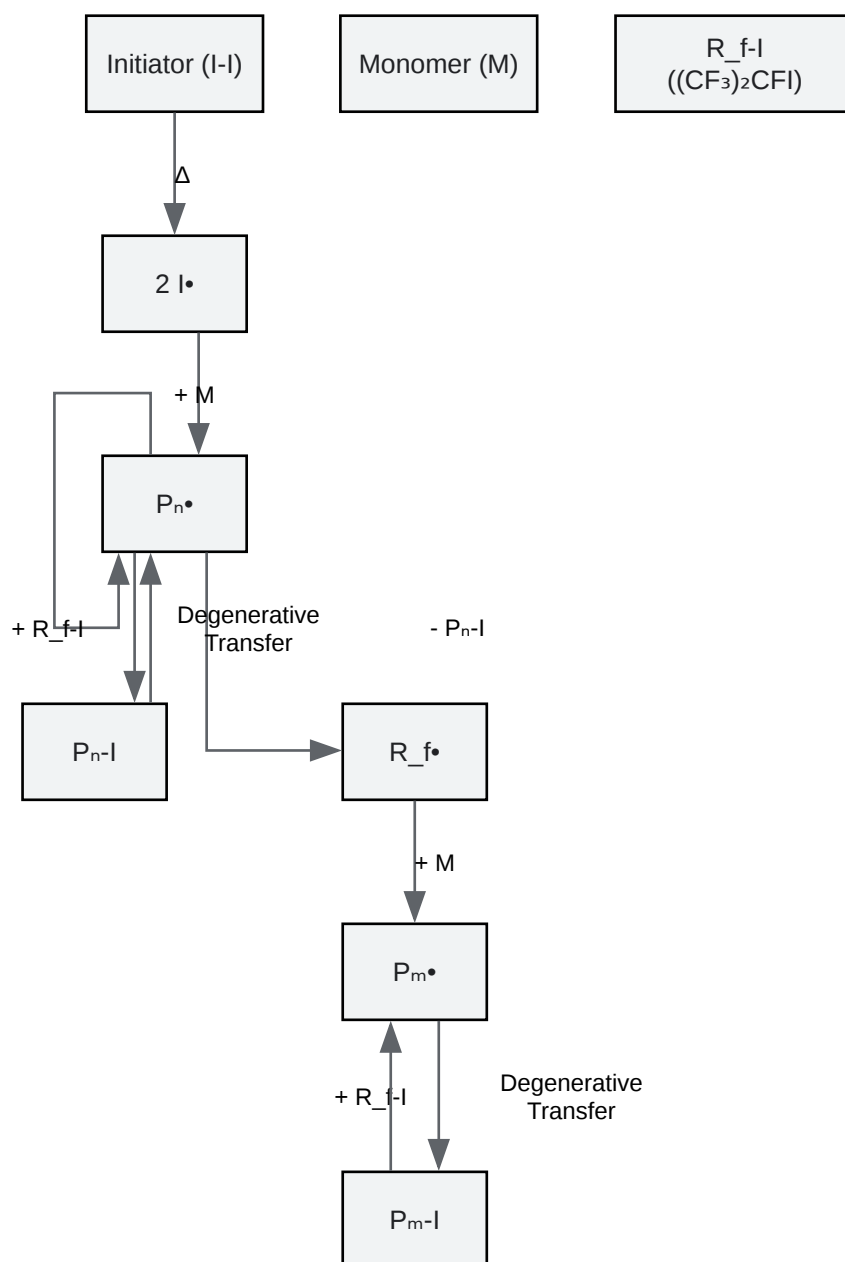 Initiator (I-I)
Monomer (M)
R_f-I
((CF₃)₂CFI)
Δ
2 I•
+ M
Pₙ•
+ R_f-I
Degenerative
Transfer
- Pₙ-I
Pₙ-I
R_f•
+ M
Pₘ•
+ R_f-I
Degenerative
Transfer
Pₘ-I